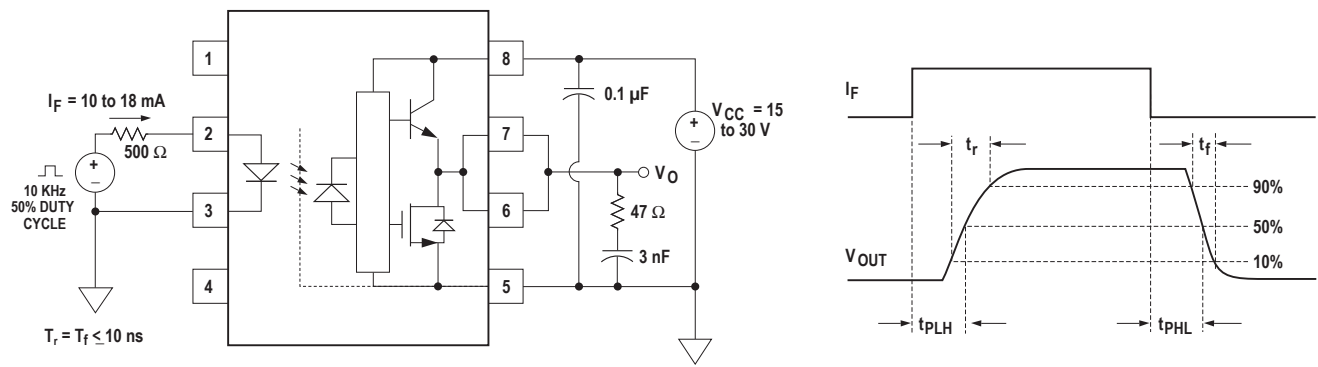 1
I_F = 10 to 18 mA
2
500 Ω
+
–
10 KHz
50% DUTY
CYCLE
3
4
T_r = T_f ≤ 10 ns
8
7
6
5
0.1 µF
V_CC = 15
to 30 V
+
–
V_O
47 Ω
3 nF
I_F
t_r
t_f
90%
50%
10%
V_OUT
t_PLH
t_PHL